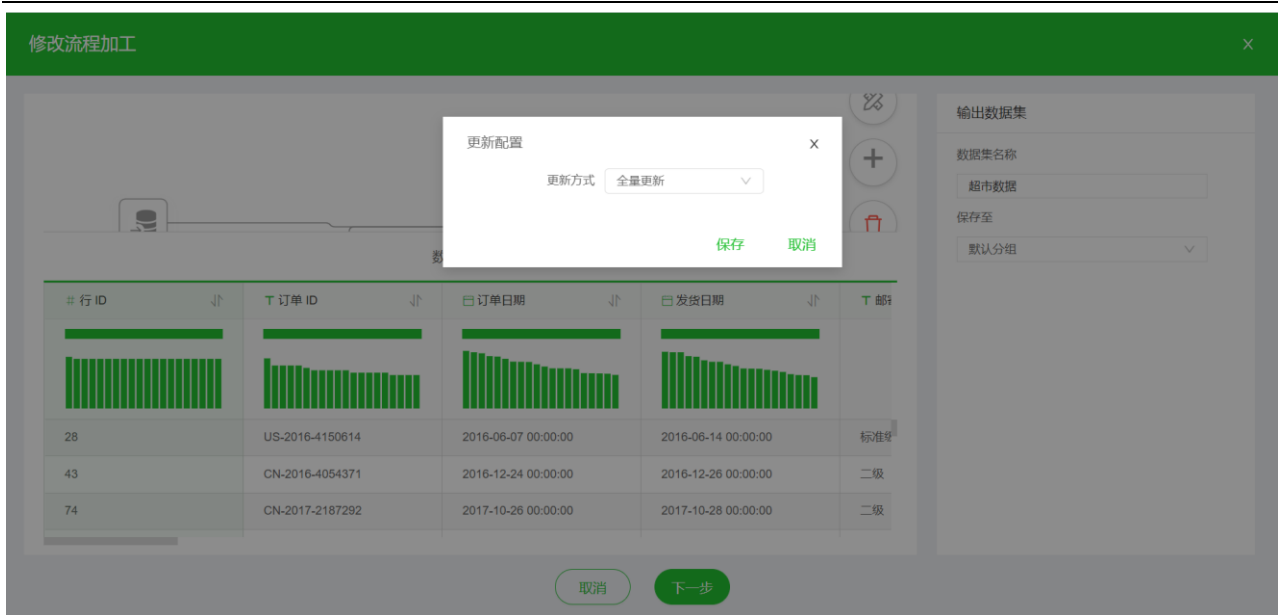 修改流程加工 X
更新配置 X
更新方式 全量更新
保存 取消
输出数据集
数据集名称
超市数据
保存至
默认分组
数
# 行 ID T 订单 ID 订单日期 发货日期 T 邮
28 US-2016-4150614 2016-06-07 00:00:00 2016-06-14 00:00:00 标准级
43 CN-2016-4054371 2016-12-24 00:00:00 2016-12-26 00:00:00 二级
74 CN-2017-2187292 2017-10-26 00:00:00 2017-10-28 00:00:00 二级
取消 下一步